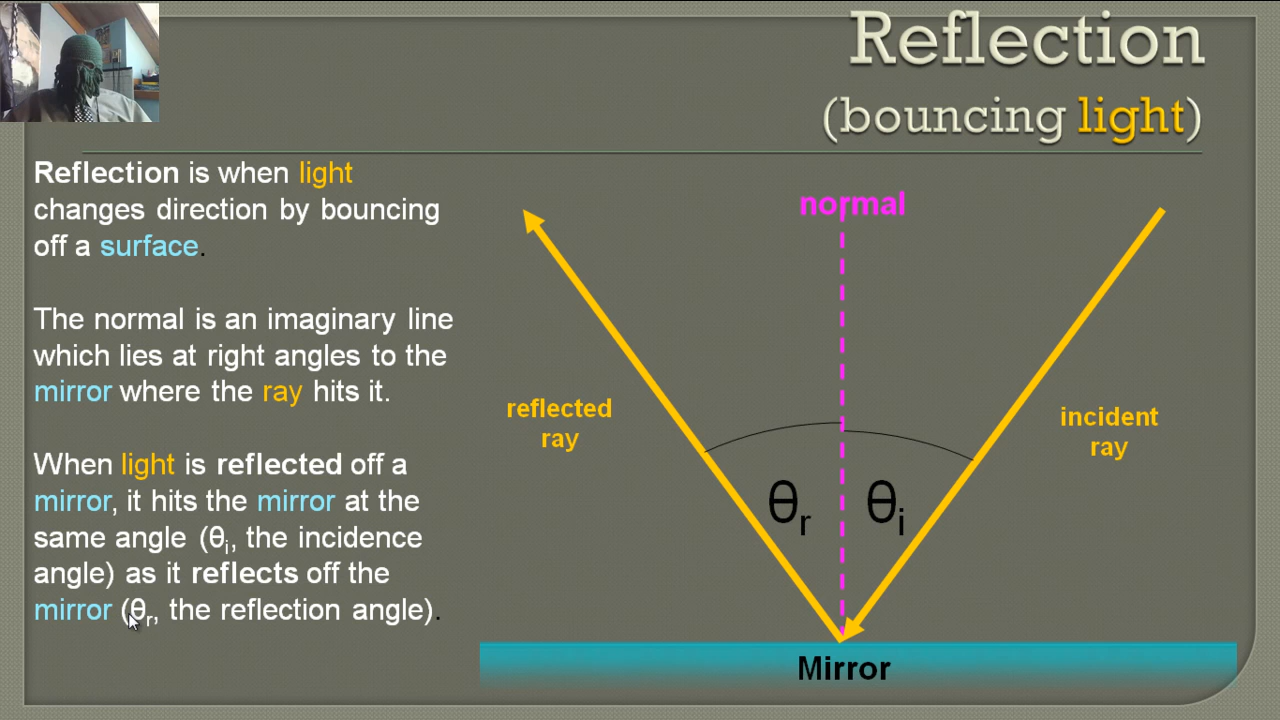 Reflection
(bouncing light)
Reflection is when light
changes direction by bouncing
off a surface.
The normal is an imaginary line
which lies at right angles to the
mirror where the ray hits it.
When light is reflected off a
mirror, it hits the mirror at the
same angle (θi, the incidence
angle) as it reflects off the
mirror (θr, the reflection angle).
normal
reflected
ray
incident
ray
θr
θi
Mirror